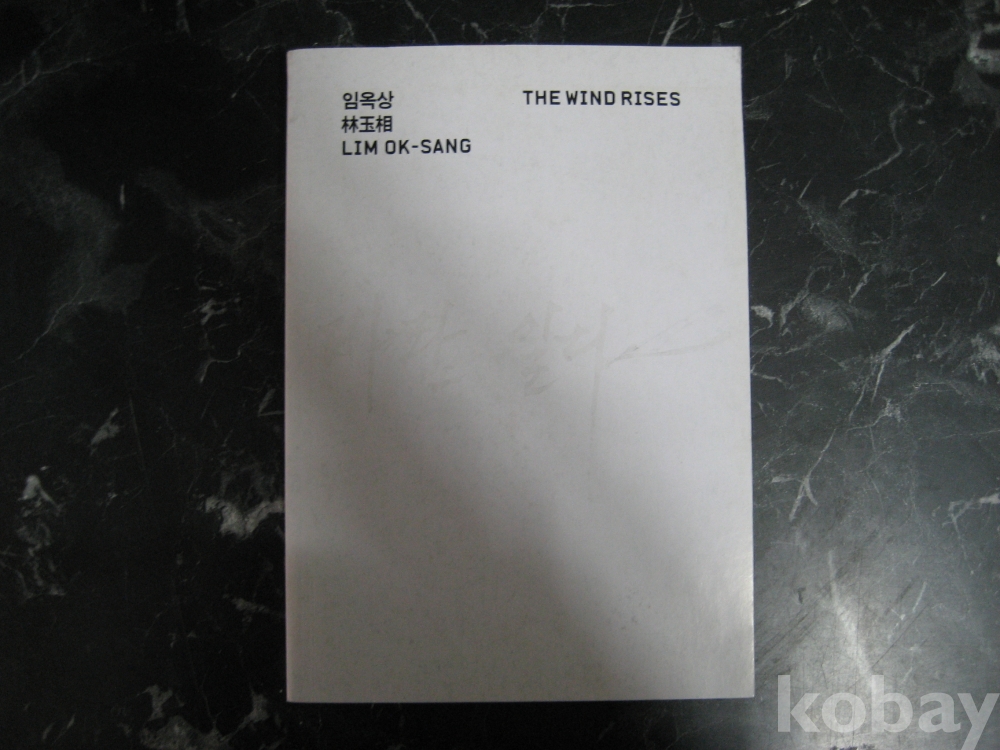 임옥상
林玉相
LIM OK-SANG
THE WIND RISES
kobay